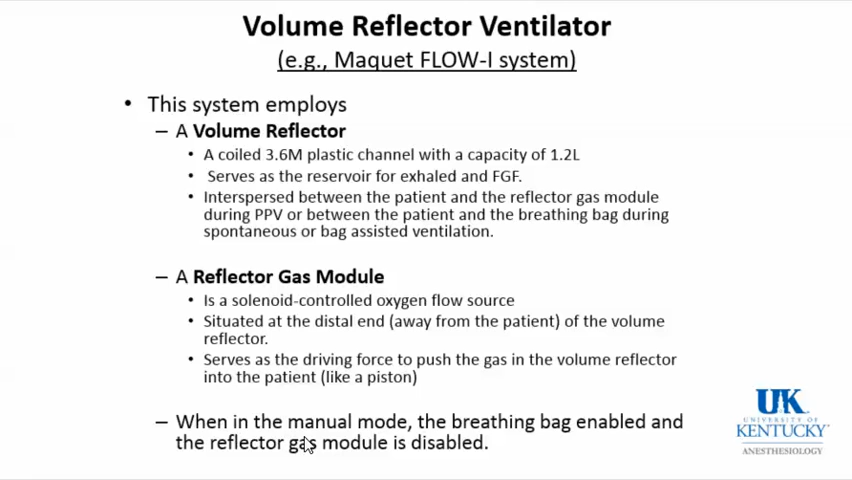 Volume Reflector Ventilator
(e.g., Maquet FLOW-I system)
• This system employs
– A Volume Reflector
• A coiled 3.6M plastic channel with a capacity of 1.2L
• Serves as the reservoir for exhaled and FGF.
• Interspersed between the patient and the reflector gas module
during PPV or between the patient and the breathing bag during
spontaneous or bag assisted ventilation.
– A Reflector Gas Module
• Is a solenoid-controlled oxygen flow source
• Situated at the distal end (away from the patient) of the volume
reflector.
• Serves as the driving force to push the gas in the volume reflector
into the patient (like a piston)
– When in the manual mode, the breathing bag enabled and
the reflector gas module is disabled.
UK
UNIVERSITY OF
KENTUCKY
ANESTHESIOLOGY